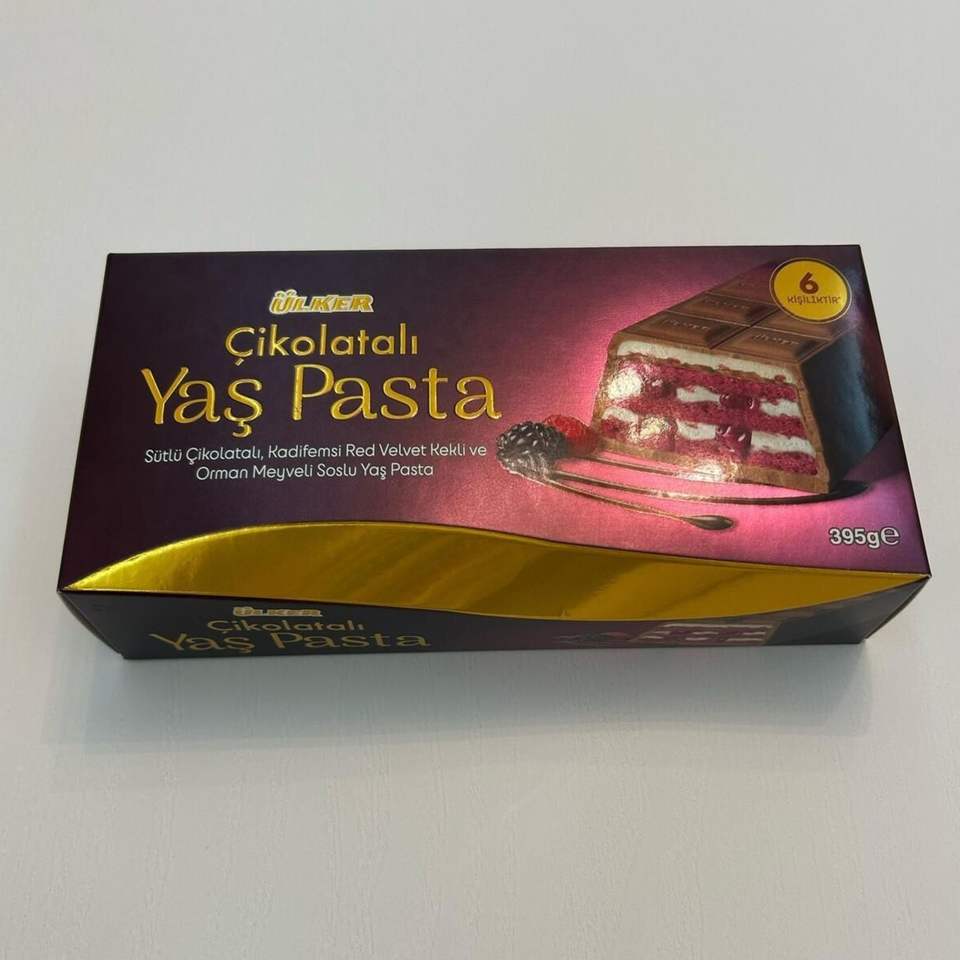 ÜLKER
Çikolatalı
Yaş Pasta
Sütlü Çikolatalı, Kadifemsi Red Velvet Kekli ve
Orman Meyveli Soslu Yaş Pasta
6
KİŞİLİKTİR*
ÜLKER
395g℮
ÜLKER
Çikolatalı
Yaş Pasta